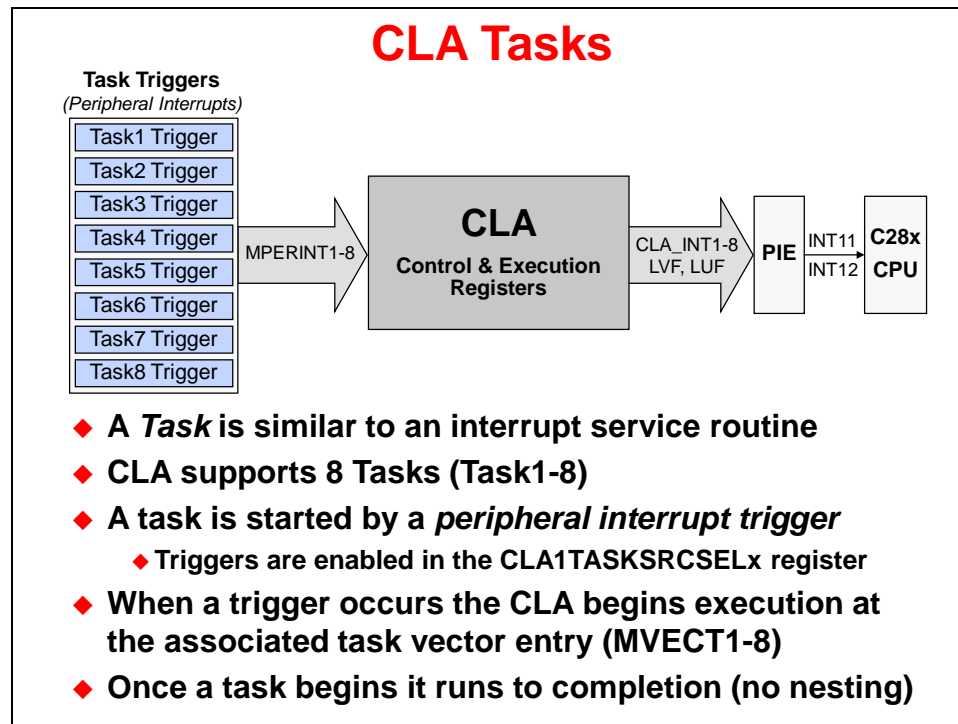 CLA Tasks
Task Triggers
(Peripheral Interrupts)
Task1 Trigger
Task2 Trigger
Task3 Trigger
Task4 Trigger
Task5 Trigger
Task6 Trigger
Task7 Trigger
Task8 Trigger
MPERINT1-8
CLA
Control & Execution
Registers
CLA_INT1-8
LVF, LUF
PIE
INT11
INT12
C28x
CPU
A Task is similar to an interrupt service routine
CLA supports 8 Tasks (Task1-8)
A task is started by a peripheral interrupt trigger
Triggers are enabled in the CLA1TASKSRCSELx register
When a trigger occurs the CLA begins execution at
the associated task vector entry (MVECT1-8)
Once a task begins it runs to completion (no nesting)